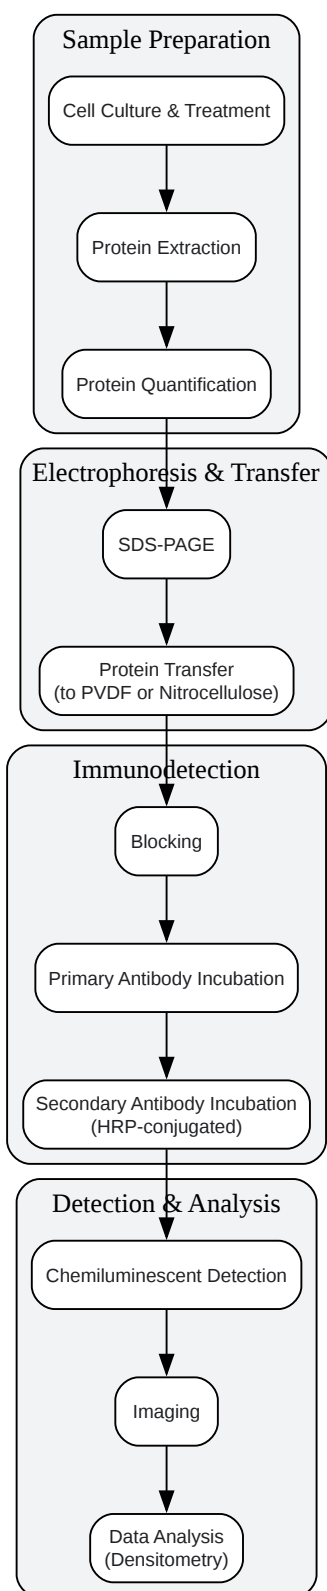 Sample Preparation
Cell Culture & Treatment
Protein Extraction
Protein Quantification
Electrophoresis & Transfer
SDS-PAGE
Protein Transfer
(to PVDF or Nitrocellulose)
Immunodetection
Blocking
Primary Antibody Incubation
Secondary Antibody Incubation
(HRP-conjugated)
Detection & Analysis
Chemiluminescent Detection
Imaging
Data Analysis
(Densitometry)